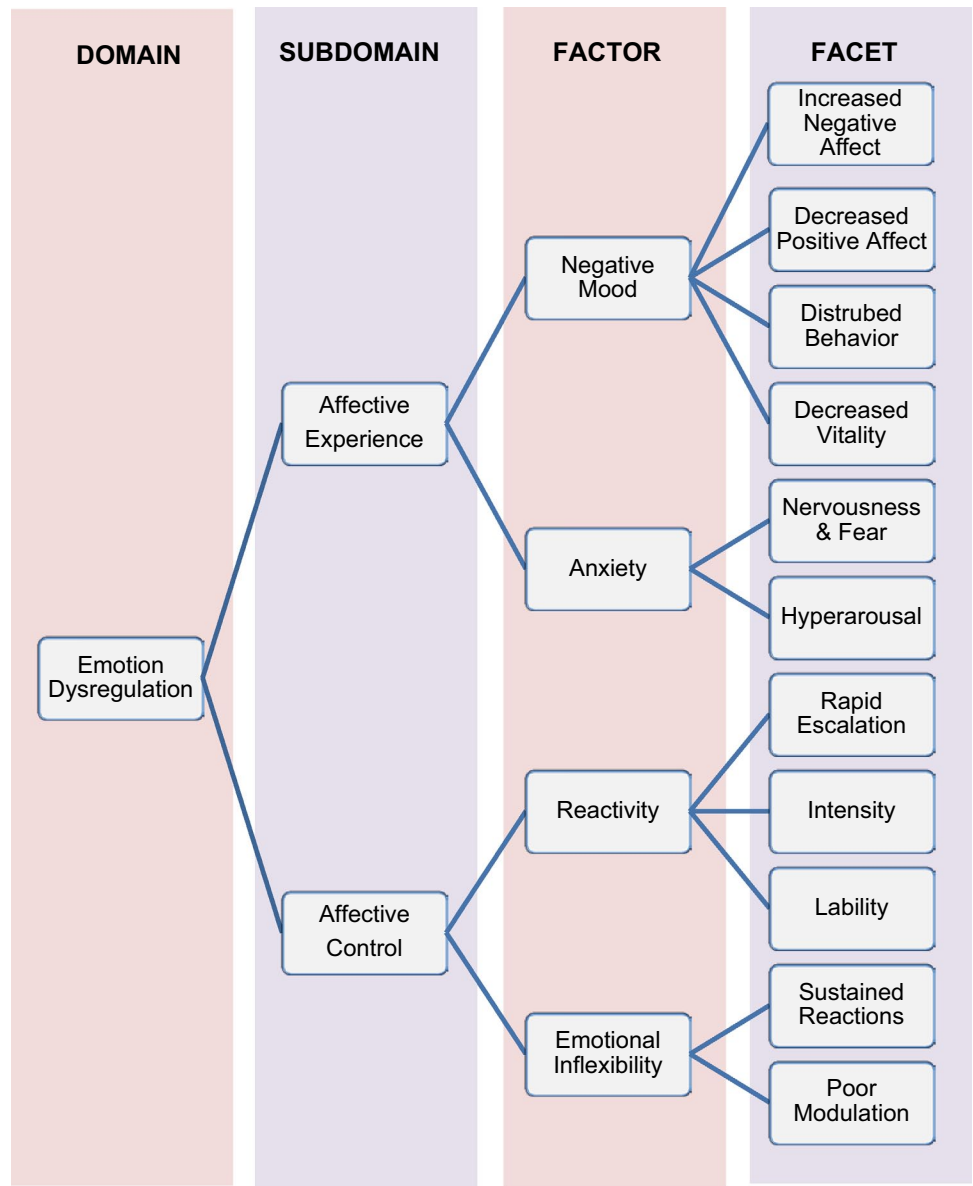 DOMAIN
SUBDOMAIN
FACTOR
FACET
Emotion
Dysregulation
Affective
Experience
Affective
Control
Negative
Mood
Anxiety
Reactivity
Emotional
Inflexibility
Increased
Negative
Affect
Decreased
Positive Affect
Distrubed
Behavior
Decreased
Vitality
Nervousness
& Fear
Hyperarousal
Rapid
Escalation
Intensity
Lability
Sustained
Reactions
Poor
Modulation